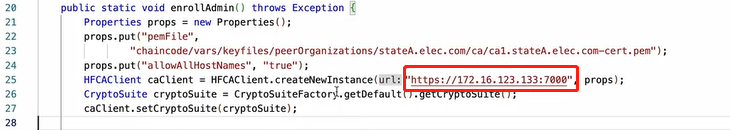 20 public static void enrollAdmin() throws Exception {
21 Properties props = new Properties();
22 props.put("pemFile",
23 "chaincode/vars/keyfiles/peerOrganizations/stateA.elec.com/ca/ca1.stateA.elec.com-cert.pem");
24 props.put("allowAllHostNames", "true");
25 HFCAClient caClient = HFCAClient.createNewInstance( url: "https://172.16.123.133:7000", props);
26 CryptoSuite cryptoSuite = CryptoSuiteFactory.getDefault().getCryptoSuite();
27 caClient.setCryptoSuite(cryptoSuite);
28